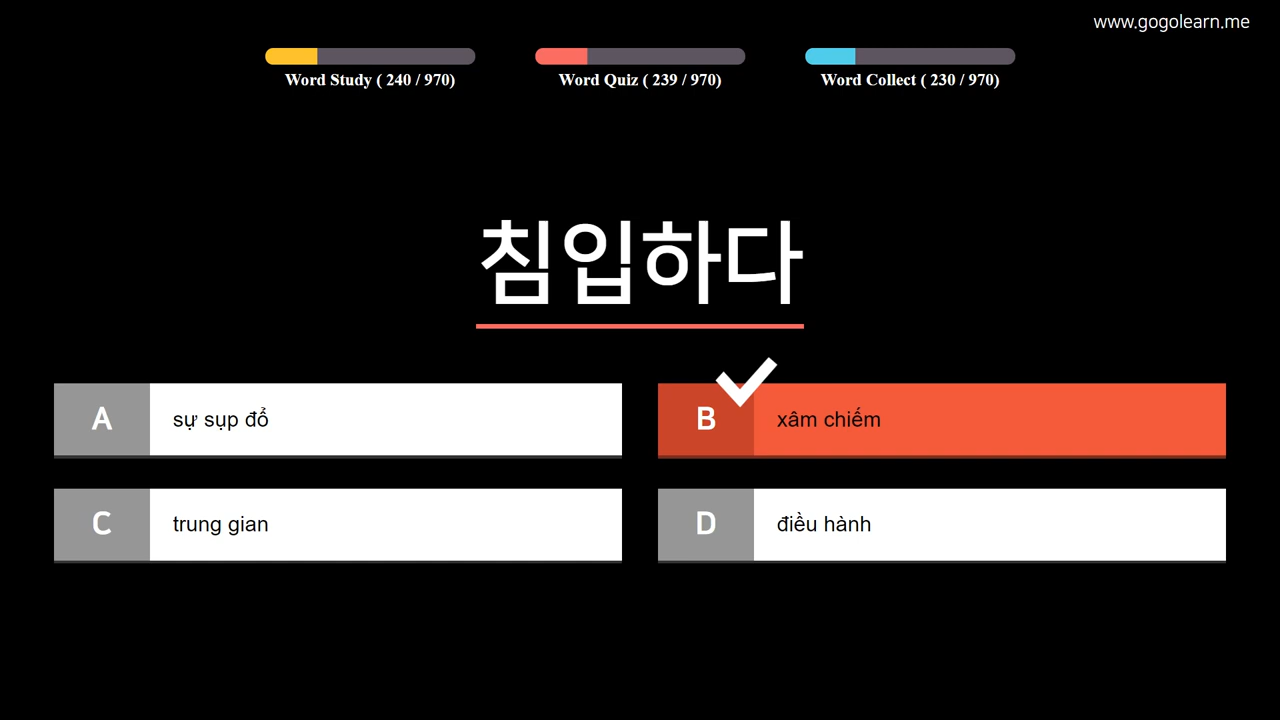 www.gogolearn.me
Word Study ( 240 / 970)
Word Quiz ( 239 / 970)
Word Collect ( 230 / 970)
침입하다
A
sự sụp đổ
B
xâm chiếm
C
trung gian
D
điều hành